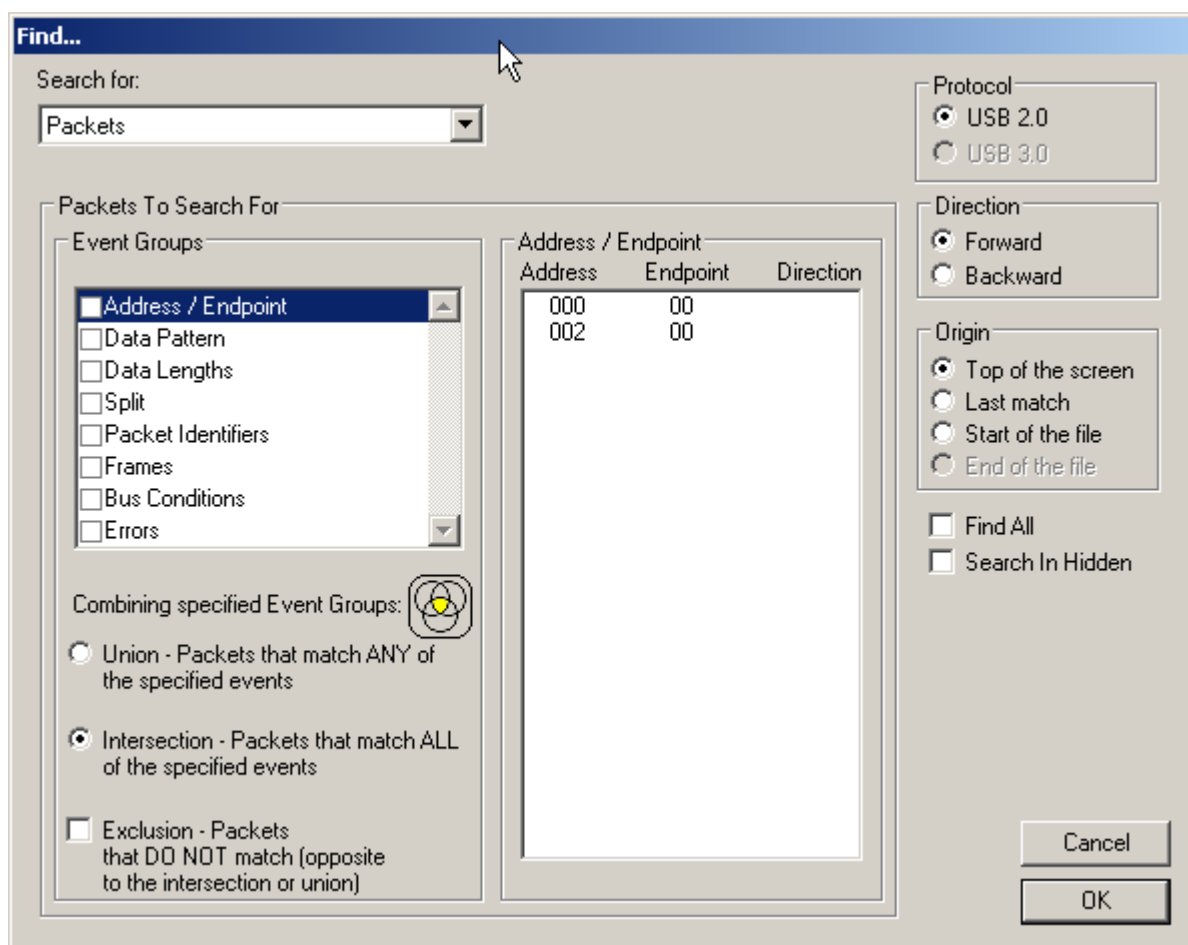 Find...
Search for:
Packets
Protocol
USB 2.0
USB 3.0
Packets To Search For
Event Groups
Address / Endpoint
Data Pattern
Data Lengths
Split
Packet Identifiers
Frames
Bus Conditions
Errors
Combining specified Event Groups:
Union - Packets that match ANY of
the specified events
Intersection - Packets that match ALL
of the specified events
Exclusion - Packets
that DO NOT match (opposite
to the intersection or union)
Address / Endpoint
Address Endpoint Direction
000 00
002 00
Direction
Forward
Backward
Origin
Top of the screen
Last match
Start of the file
End of the file
Find All
Search In Hidden
Cancel
OK